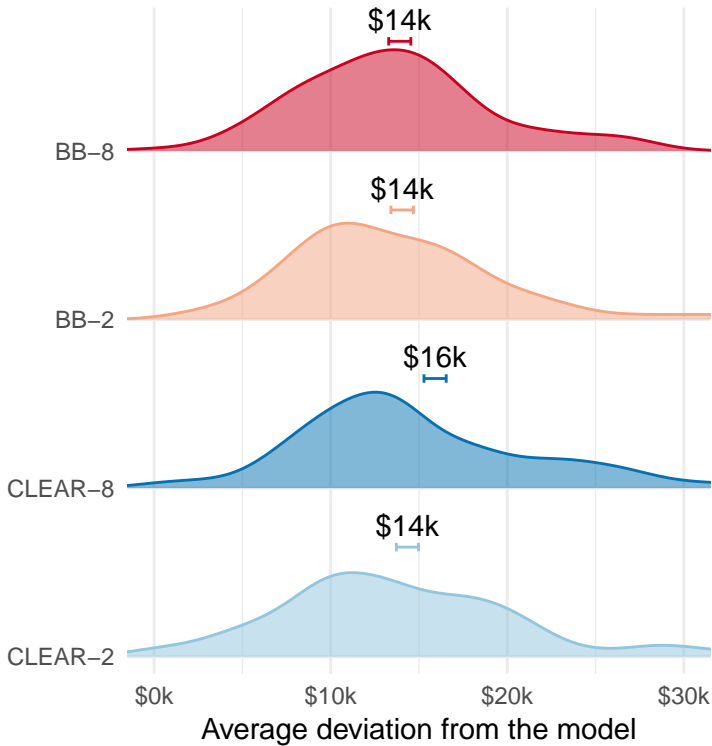 $14k
BB−8
$14k
BB−2
$16k
CLEAR−8
$14k
CLEAR−2
$0k $10k $20k $30k
Average deviation from the model